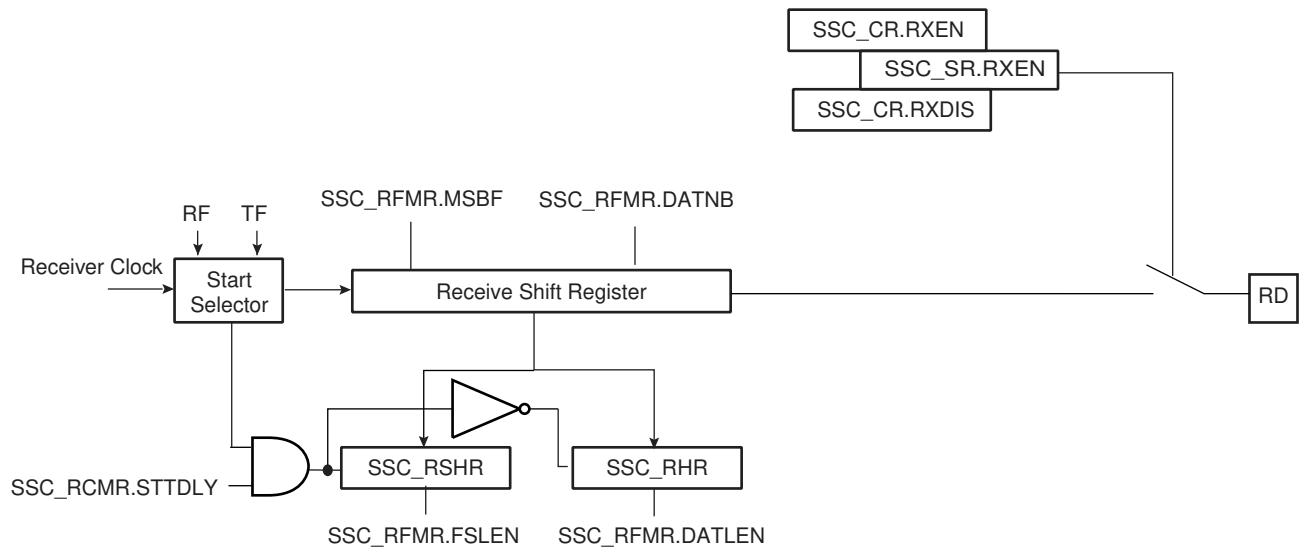 SSC_CR.RXEN
SSC_SR.RXEN
SSC_CR.RXDIS
SSC_RFMR.MSBF
SSC_RFMR.DATNB
RF
TF
Receiver Clock
Start
Selector
Receive Shift Register
RD
SSC_RSHR
SSC_RHR
SSC_RCMR.STTDLY
SSC_RFMR.FSLEN
SSC_RFMR.DATLEN